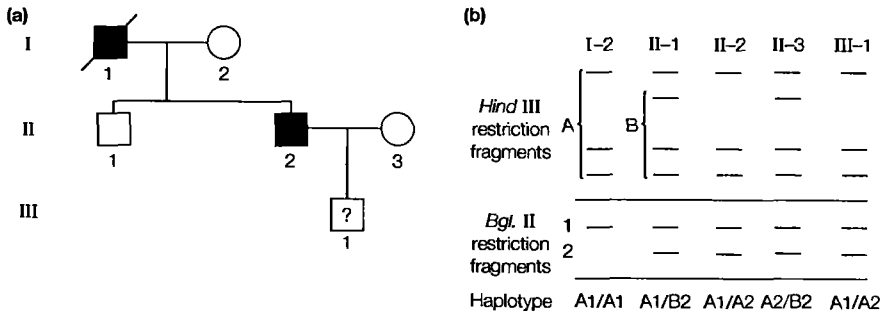 (a)
I
1
2
II
1
2
3
III
?
1
(b)
I–2 II–1 II–2 II–3 III–1
Hind III
restriction
fragments
A
B
Bgl. II
restriction
fragments
1
2
Haplotype A1/A1 A1/B2 A1/A2 A2/B2 A1/A2